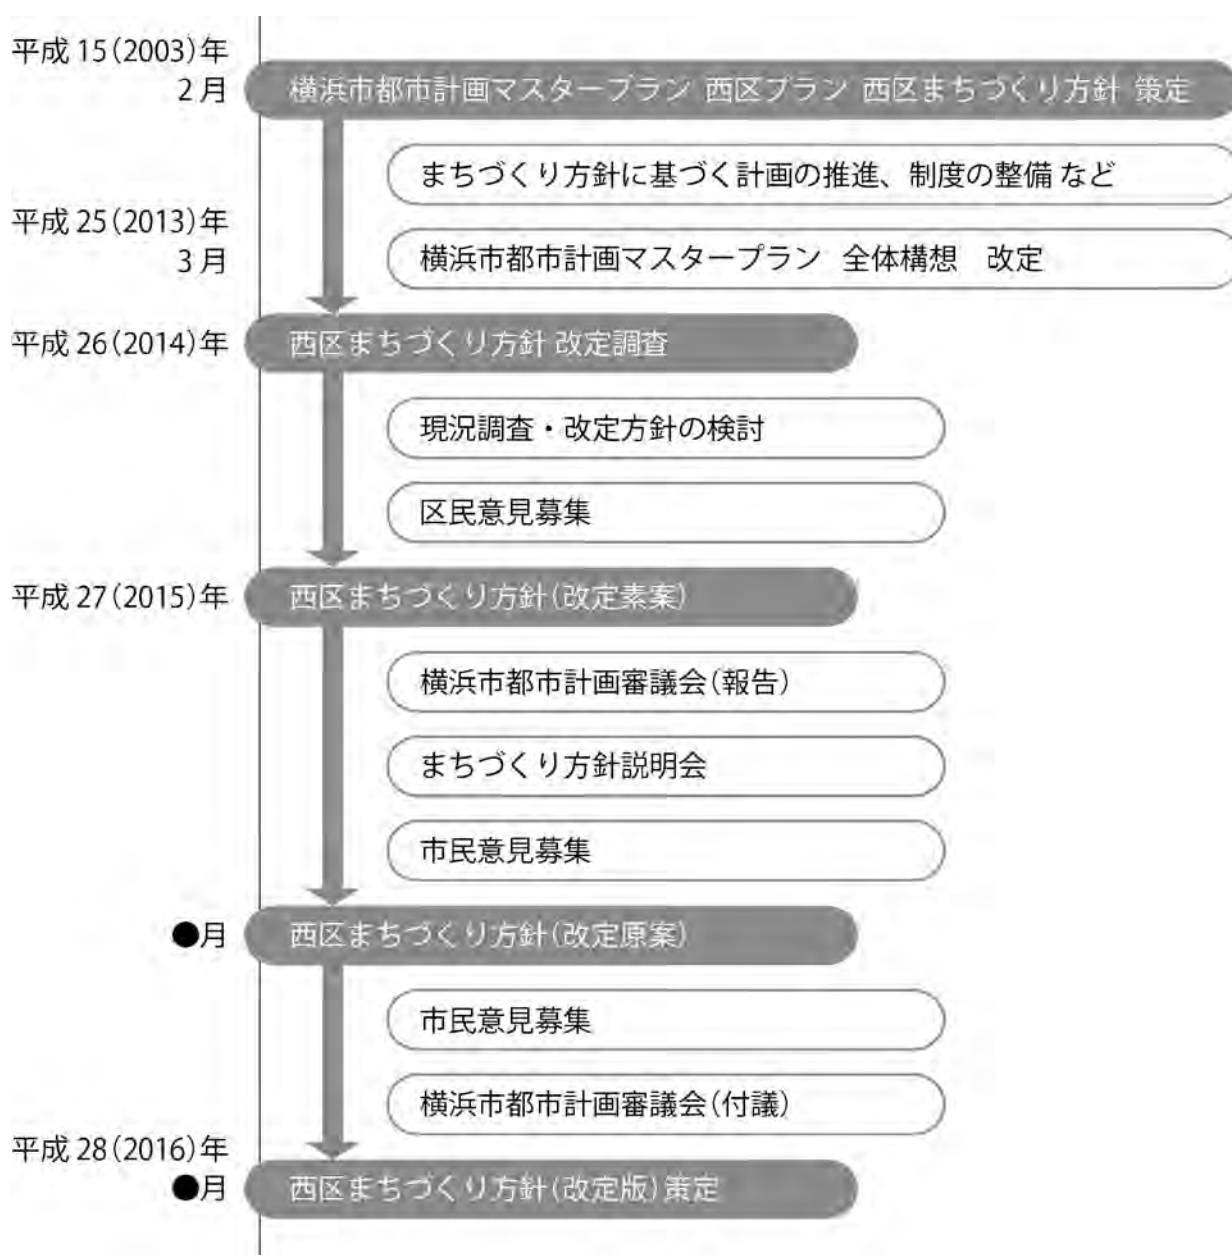 平成 15(2003)年
2 月
横浜市都市計画マスタープラン 西区プラン 西区まちづくり方針 策定
まちづくり方針に基づく計画の推進、制度の整備 など
平成 25(2013)年
3 月
横浜市都市計画マスタープラン 全体構想　改定
平成 26(2014)年
西区まちづくり方針 改定調査
現況調査・改定方針の検討
区民意見募集
平成 27(2015)年
西区まちづくり方針(改定素案)
横浜市都市計画審議会(報告)
まちづくり方針説明会
市民意見募集
●月
西区まちづくり方針(改定原案)
市民意見募集
横浜市都市計画審議会(付議)
平成 28(2016)年
●月
西区まちづくり方針(改定版)策定